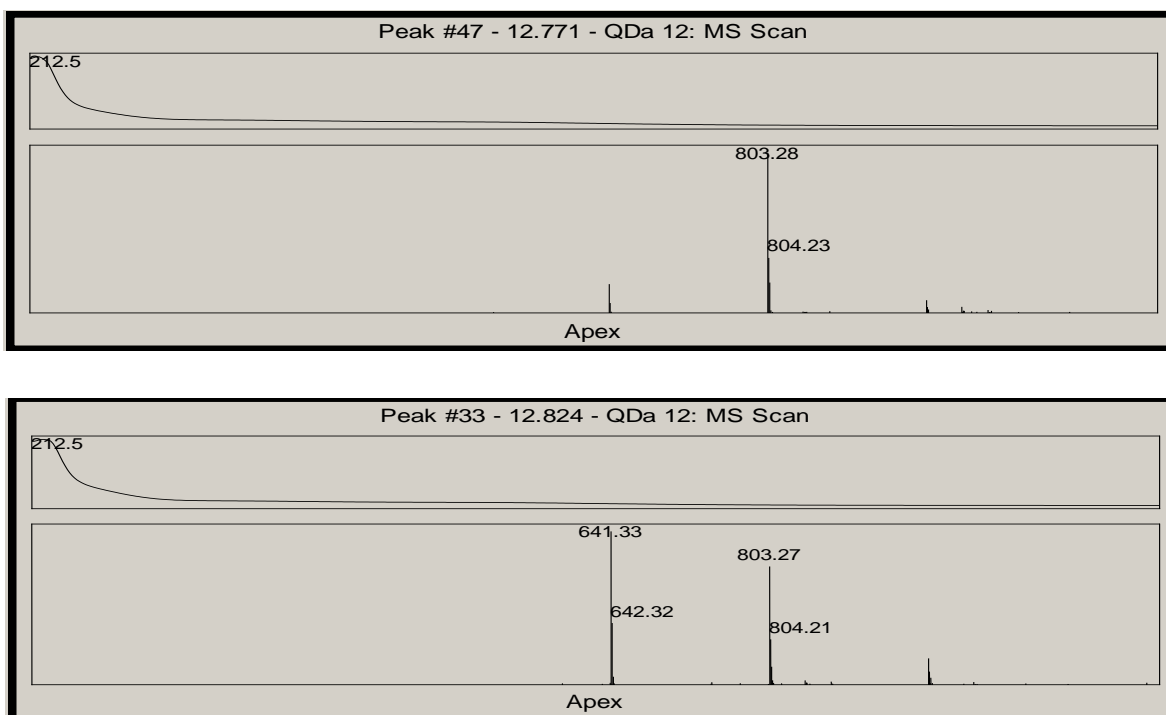 Peak #47 - 12.771 - QDa 12: MS Scan
212.5
803.28
804.23
Apex
Peak #33 - 12.824 - QDa 12: MS Scan
212.5
641.33
803.27
642.32
804.21
Apex